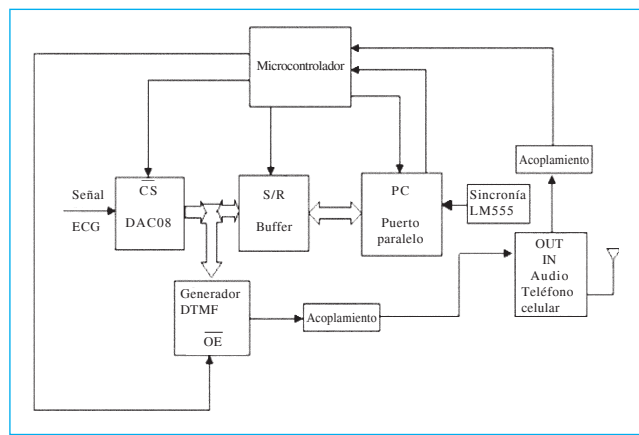 Microcontrolador
Acoplamiento
Señal
ECG
CS
DAC08
S/R
Buffer
PC
Puerto
paralelo
Sincronía
LM555
Generador
DTMF
OE
Acoplamiento
OUT
IN
Audio
Teléfono
celular